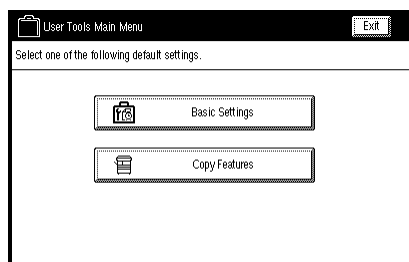 User Tools Main Menu
Exit
Select one of the following default settings.
Basic Settings
Copy Features